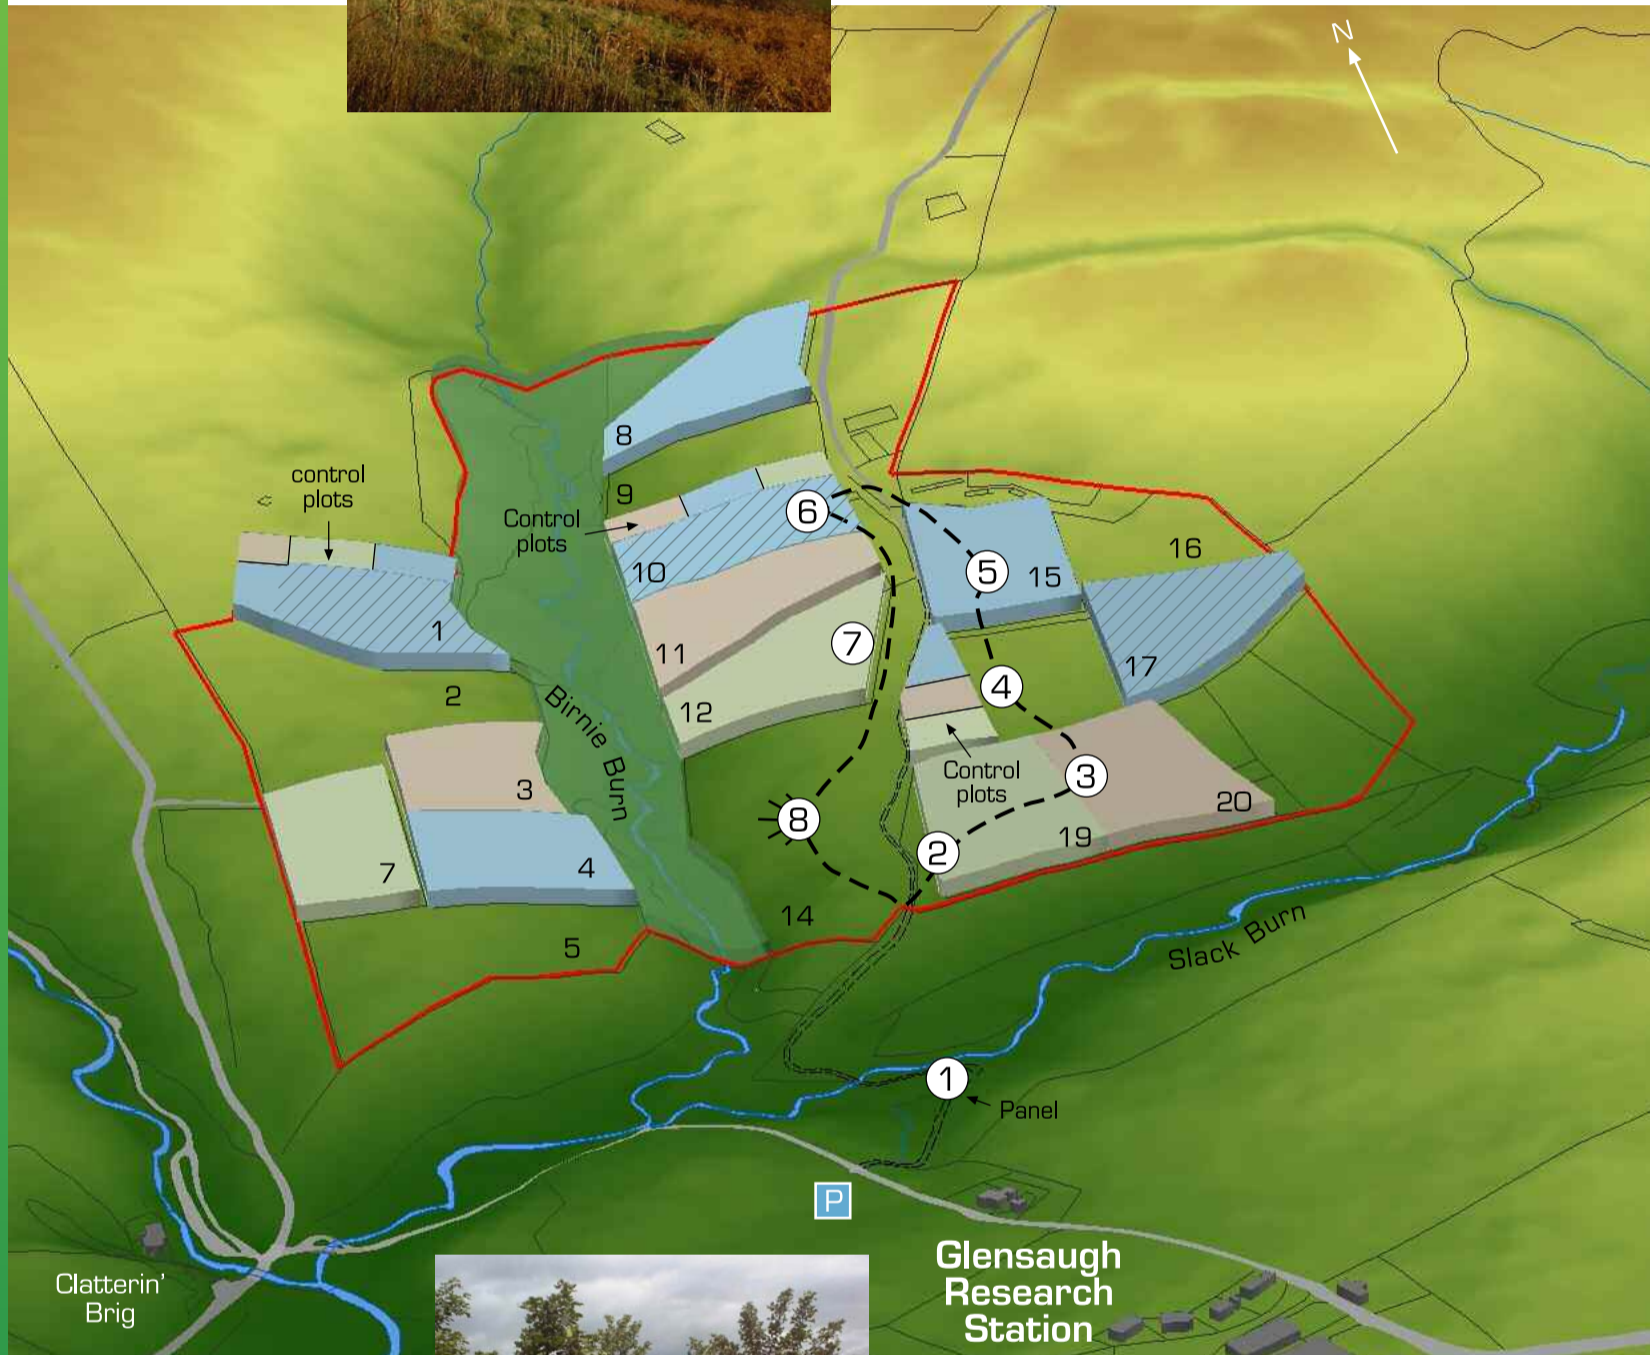 N
control
plots
8
9
Control
plots
6
10
5
15
16
1
11
7
17
4
2
12
Birnie Burn
Control
plots
3
3
20
8
2
19
7
4
14
5
Slack Burn
1
Panel
P
Clatterin'
Brig
Glensaugh
Research
Station